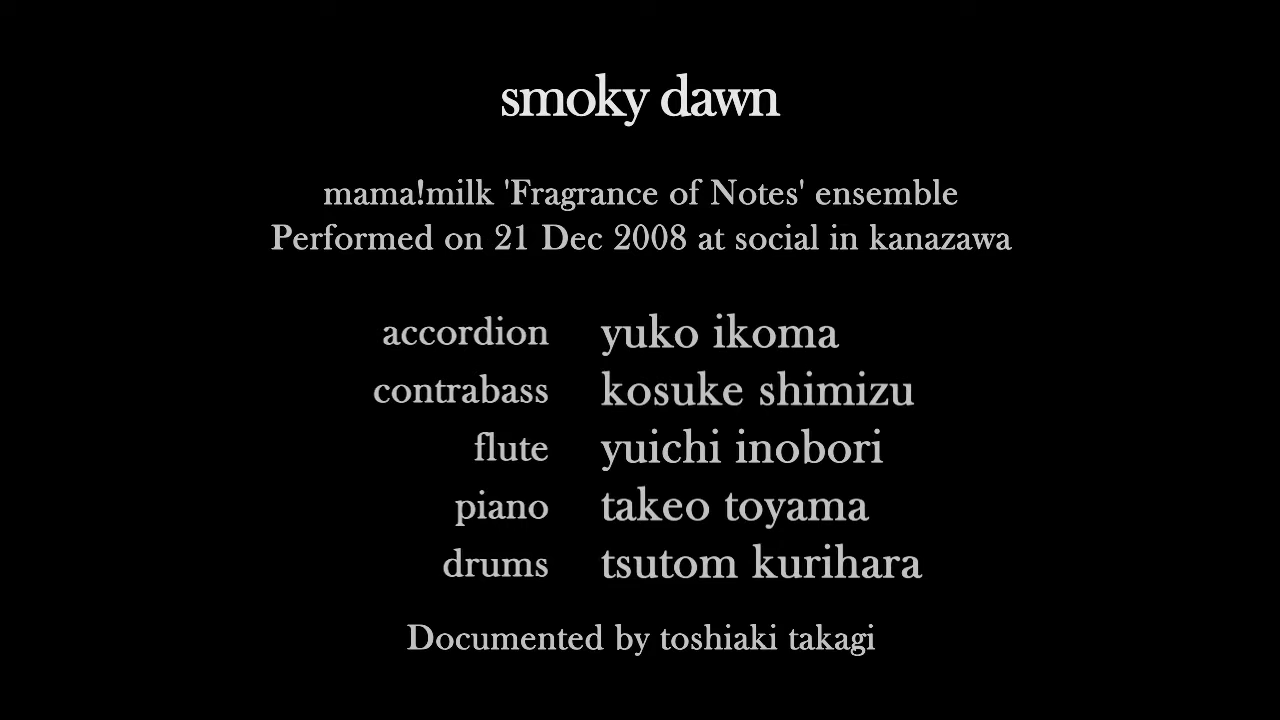 smoky dawn
mama!milk 'Fragrance of Notes' ensemble
Performed on 21 Dec 2008 at social in kanazawa
accordion yuko ikoma
contrabass kosuke shimizu
flute yuichi inobori
piano takeo toyama
drums tsutom kurihara
Documented by toshiaki takagi